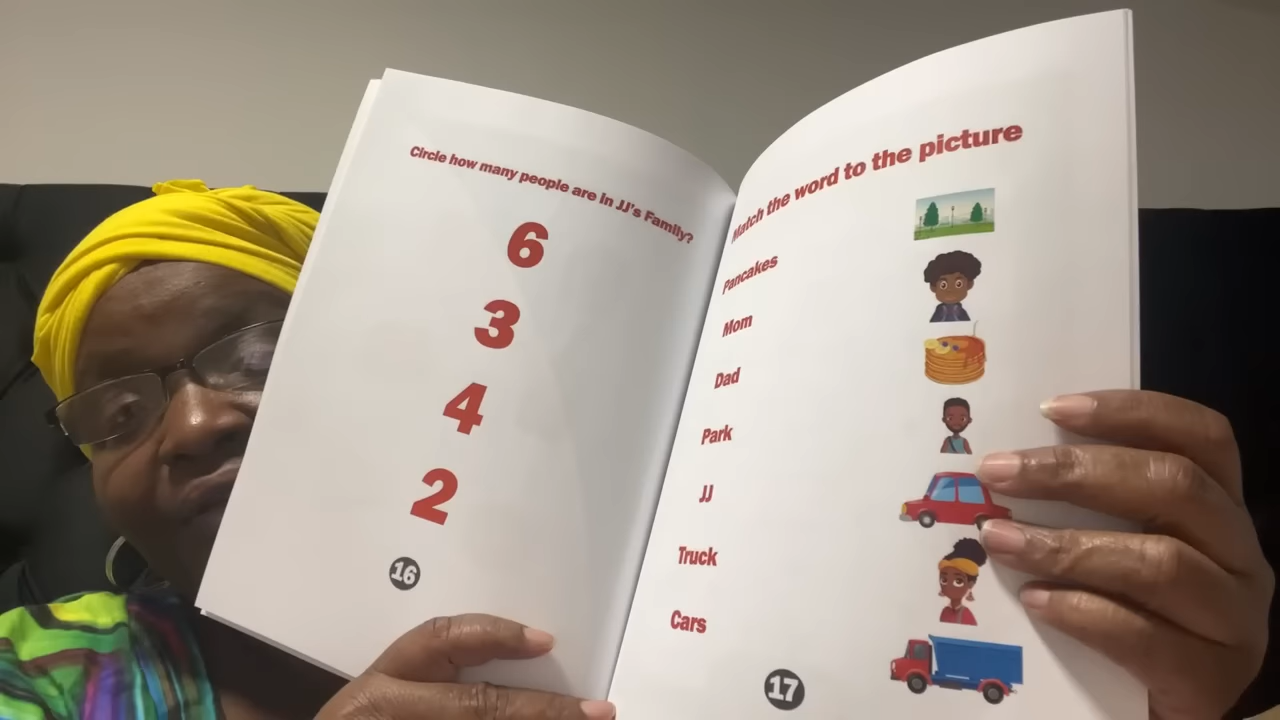 Circle how many people are in JJ's Family?
6
3
4
2
16
Match the word to the picture
Pancakes
Mom
Dad
Park
JJ
Truck
Cars
17